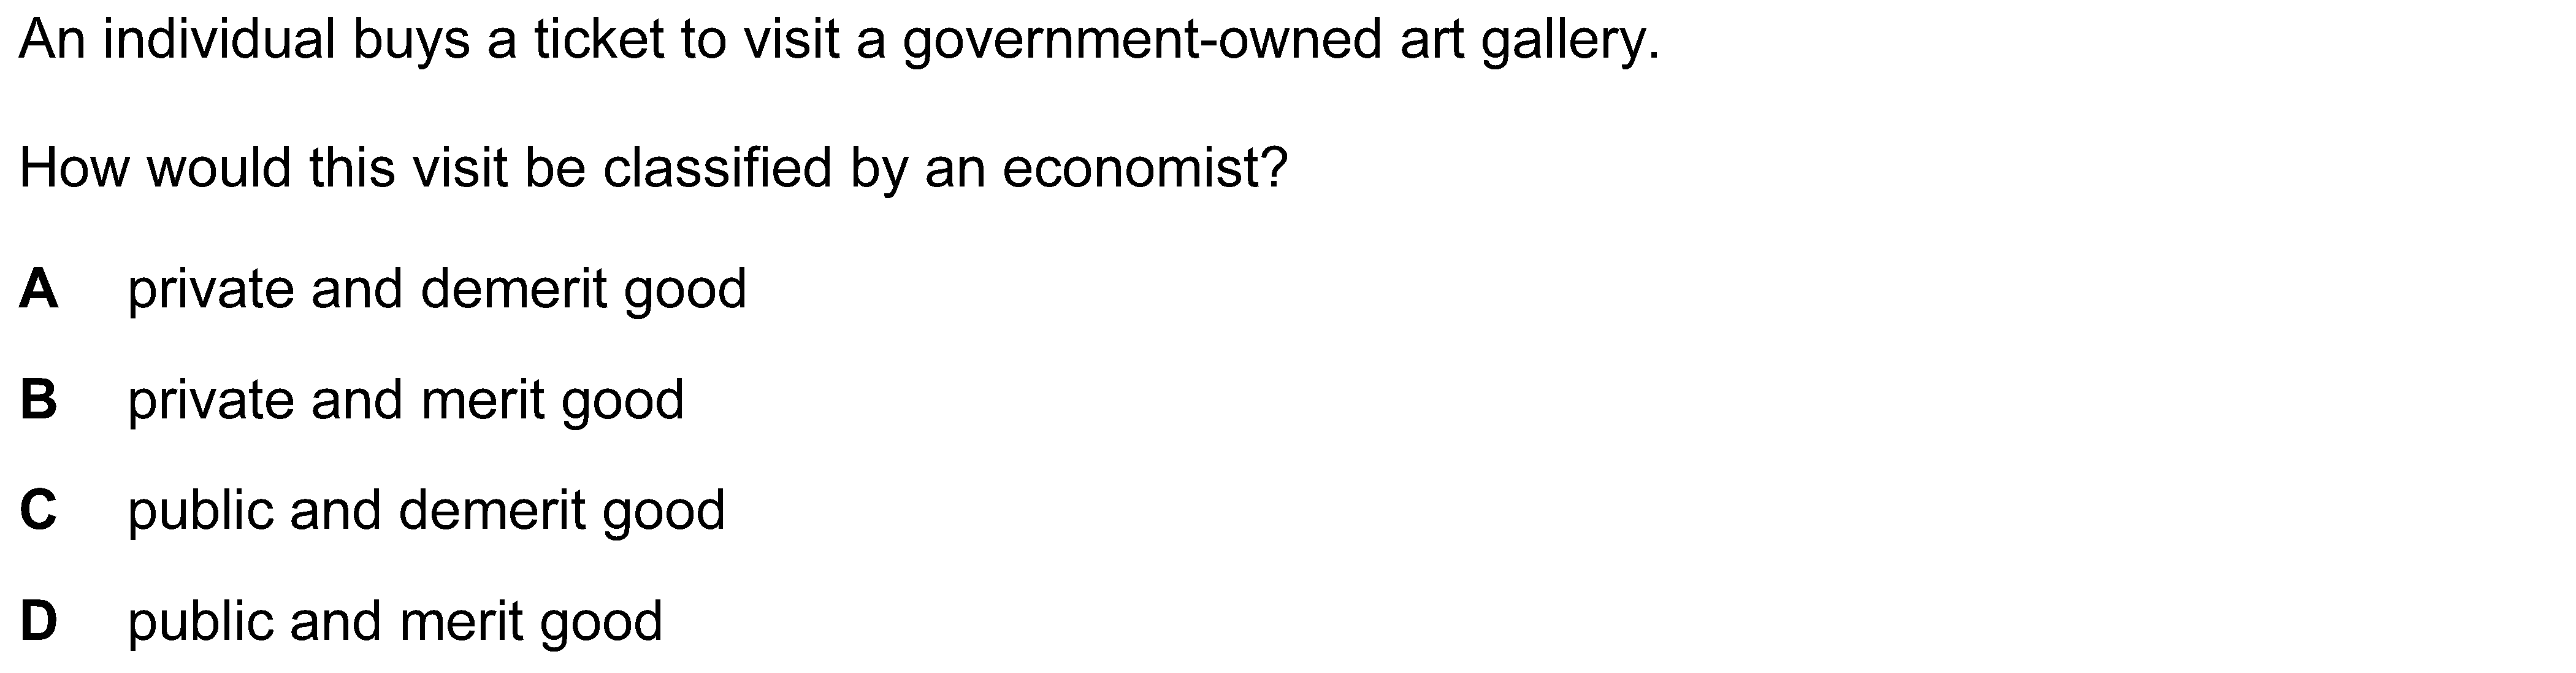 An individual buys a ticket to visit a government-owned art gallery.
How would this visit be classified by an economist?
A private and demerit good
B private and merit good
C public and demerit good
D public and merit good